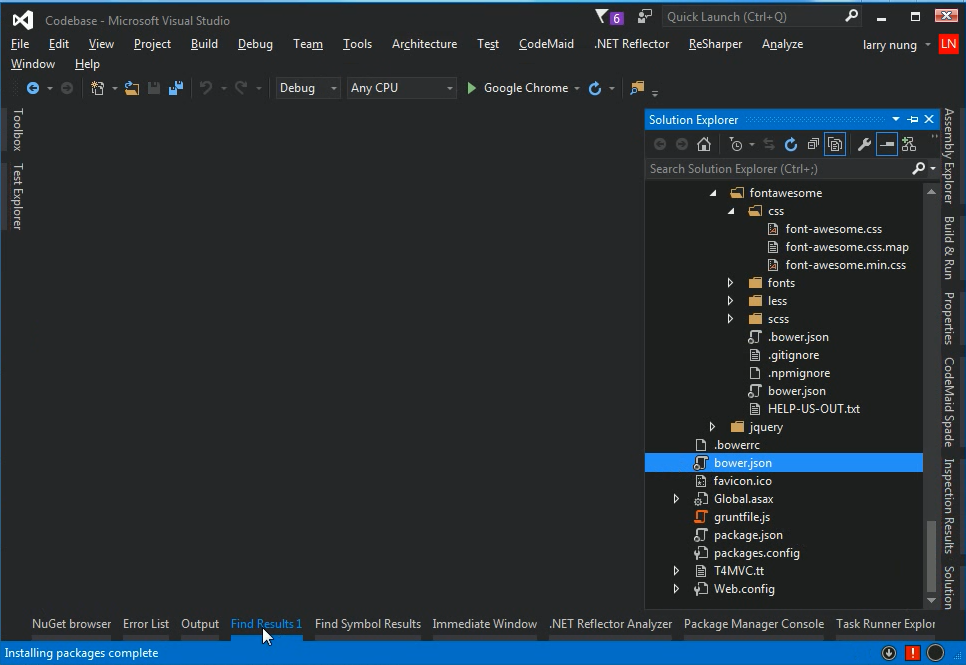 Codebase - Microsoft Visual Studio
6
Quick Launch (Ctrl+Q)
File Edit View Project Build Debug Team Tools Architecture Test CodeMaid .NET Reflector ReSharper Analyze larry nung LN
Window Help
Debug Any CPU Google Chrome
Toolbox
Test Explorer
Solution Explorer
Search Solution Explorer (Ctrl+;)
fontawesome
css
font-awesome.css
font-awesome.css.map
font-awesome.min.css
fonts
less
scss
.bower.json
.gitignore
.npmignore
bower.json
HELP-US-OUT.txt
jquery
.bowerrc
bower.json
favicon.ico
Global.asax
gruntfile.js
package.json
packages.config
T4MVC.tt
Web.config
Assembly Explorer
Build & Run
Properties
CodeMaid Spade
Inspection Results
Solution
NuGet browser Error List Output Find Results 1 Find Symbol Results Immediate Window .NET Reflector Analyzer Package Manager Console Task Runner Explor
Installing packages complete